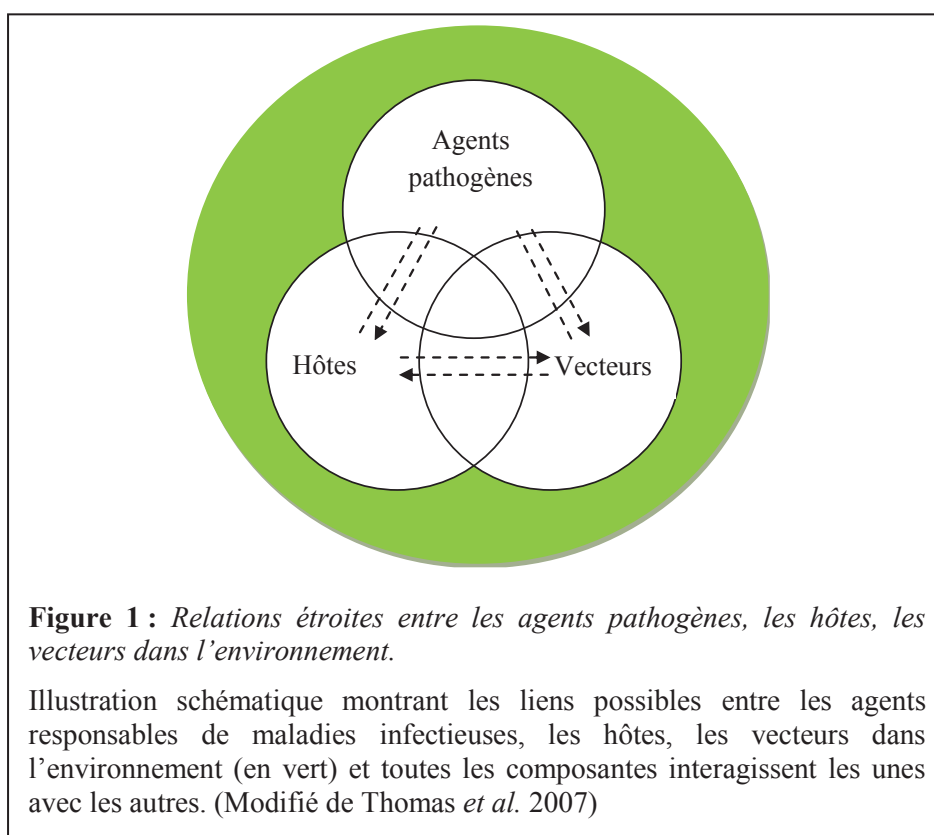 Agents
pathogènes
Hôtes
Vecteurs
Figure 1 : Relations étroites entre les agents pathogènes, les hôtes, les
vecteurs dans l’environnement.
Illustration schématique montrant les liens possibles entre les agents
responsables de maladies infectieuses, les hôtes, les vecteurs dans
l’environnement (en vert) et toutes les composantes interagissent les unes
avec les autres. (Modifié de Thomas et al. 2007)